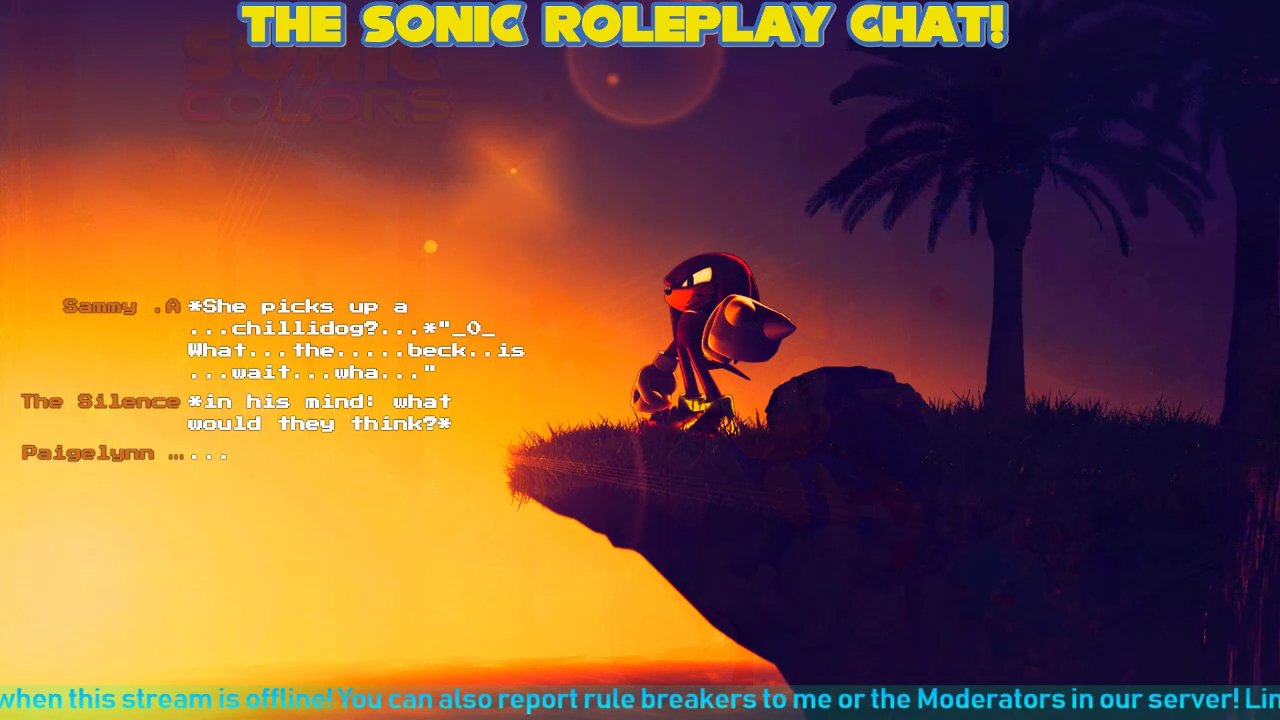 THE SONIC ROLEPLAY CHAT!
SONIC
COLORS
Sammy .A *She picks up a
...chillidog?...*"_O_
What...the.....beck..is
...wait...wha..."
The Silence *in his mind: what
would they think?*
Paigelynn ... ...
when this stream is offline! You can also report rule breakers to me or the Moderators in our server! Lin